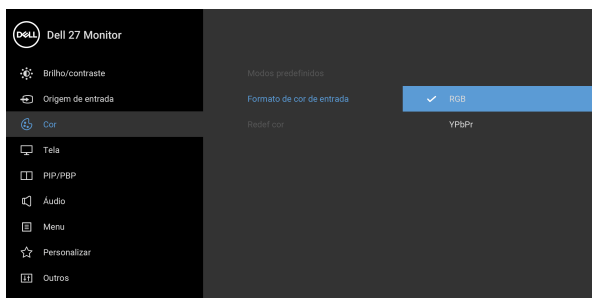 DELL Dell 27 Monitor
Brilho/contraste
Modos predefinidos
Origem de entrada
Formato de cor de entrada
RGB
Cor
Redef cor
YPbPr
Tela
PIP/PBP
Áudio
Menu
Personalizar
Outros